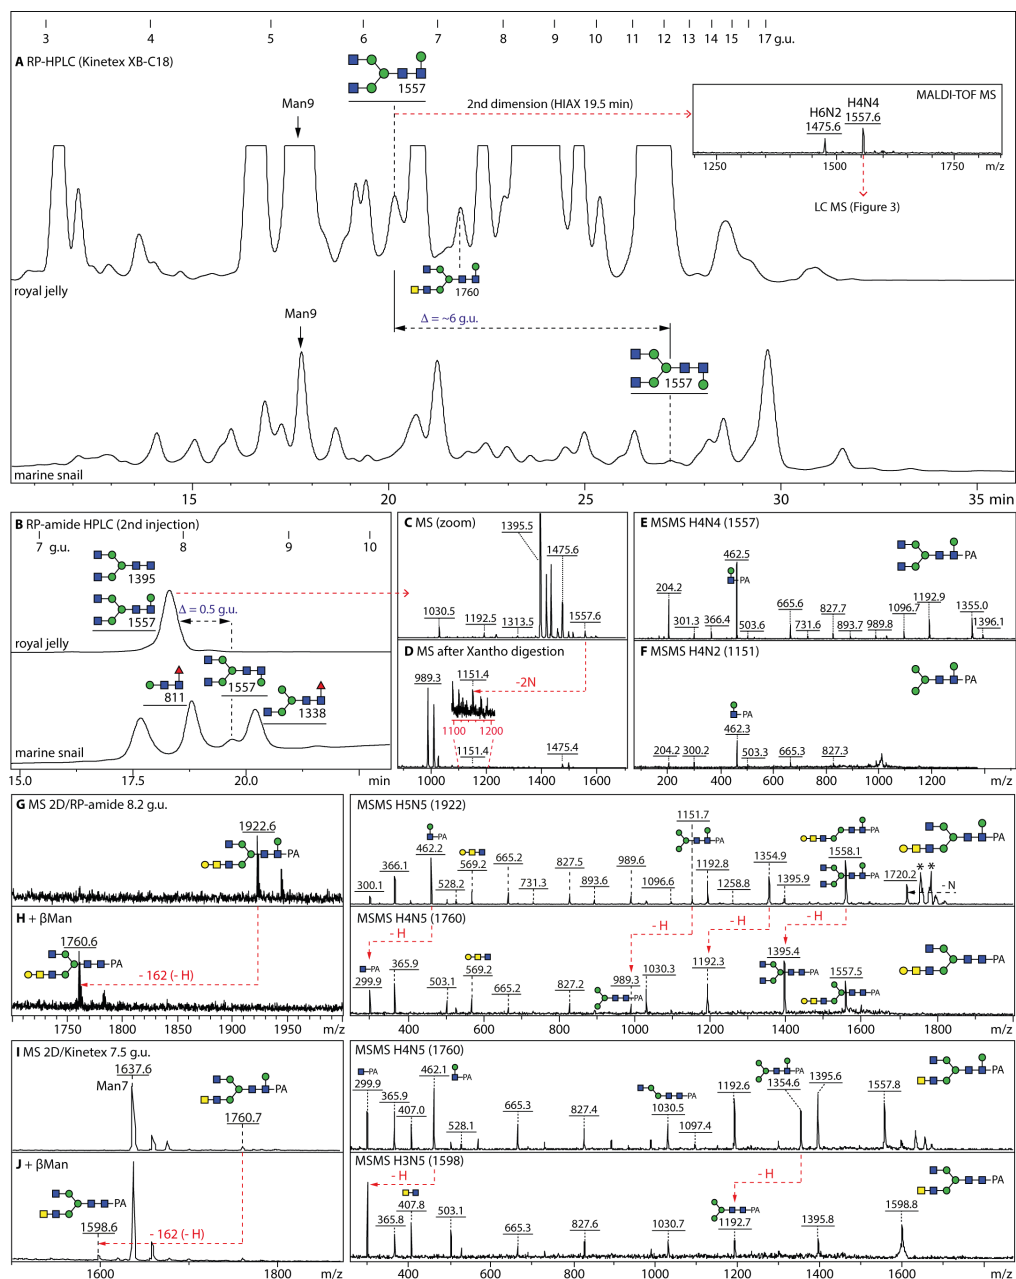 3 4 5 6 7 8 9 10 11 12 13 14 15 17 g.u.
A RP-HPLC (Kinetex XB-C18)
1557
Man9
2nd dimension (HIAX 19.5 min)
MALDI-TOF MS
H6N2
1475.6
H4N4
1557.6
1250 1500 1750 m/z
LC MS (Figure 3)
1760
royal jelly
Δ = ~6 g.u.
Man9
1557
marine snail
15 20 25 30 35 min
B RP-amide HPLC (2nd injection)
7 g.u. 8 9 10
1395
1557
Δ = 0.5 g.u.
royal jelly
811
1557
1338
marine snail
15.0 17.5 20.0 min
C MS (zoom)
1395.5
1475.6
1030.5
1192.5
1313.5
1557.6
D MS after Xantho digestion
989.3
1151.4
-2N
1100 1200
1151.4
1475.4
1000 1200 1400 1600
E MSMS H4N4 (1557)
PA
462.5
PA
204.2
301.3
366.4
503.6
665.6
731.6
827.7
893.7
989.8
1096.7
1192.9
1355.0
1396.1
F MSMS H4N2 (1151)
PA
PA
462.3
204.2
300.2
503.3
665.3
827.3
200 400 600 800 1000 1200 m/z
G MS 2D/RP-amide 8.2 g.u.
1922.6
PA
H + βMan
1760.6
PA
- 162 (- H)
1750 1800 1850 1900 1950 m/z
MSMS H5N5 (1922)
300.1
366.1
PA
462.2
528.2
569.2
665.2
731.3
827.5
893.6
989.6
1096.6
1151.7
PA
1192.8
1258.8
1354.9
1395.9
PA
1558.1
PA
1720.2
* *
- N
PA
MSMS H4N5 (1760)
- H
- H
- H
- H
PA
299.9
365.9
503.1
569.2
665.2
827.2
989.3
PA
1030.3
1192.3
1395.4
PA
1557.5
PA
PA
400 600 800 1000 1200 1400 1600 1800 m/z
I MS 2D/Kinetex 7.5 g.u.
1637.6
Man7
PA
1760.7
J + βMan
PA
1598.6
- 162 (- H)
1600 1800 m/z
MSMS H4N5 (1760)
PA
299.9
365.9
407.0
462.1
PA
528.1
665.3
827.4
PA
1030.5
1097.4
1192.6
PA
1354.6
1395.6
1557.8
PA
MSMS H3N5 (1598)
- H
- H
365.8
407.8
503.1
665.3
827.6
1030.7
PA
1192.7
1395.8
1598.8
PA
400 600 800 1000 1200 1400 1600 1800 m/z